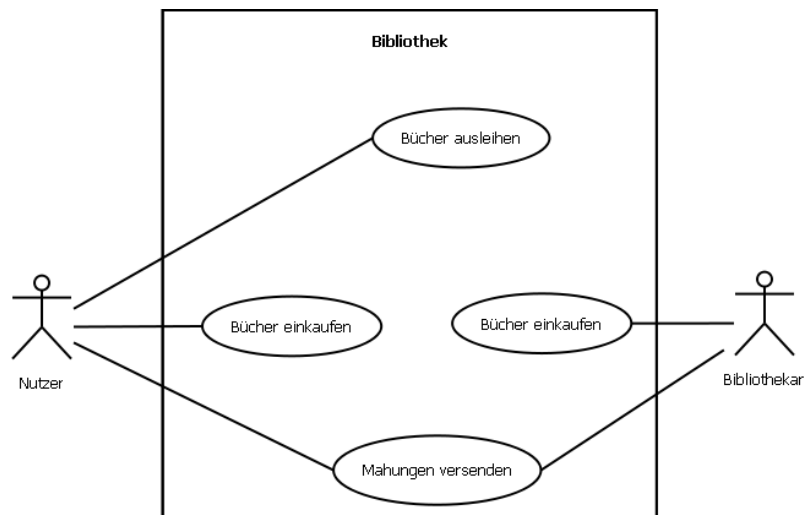 Bibliothek
Bücher ausleihen
Bücher einkaufen
Bücher einkaufen
Nutzer
Bibliothekar
Mahungen versenden